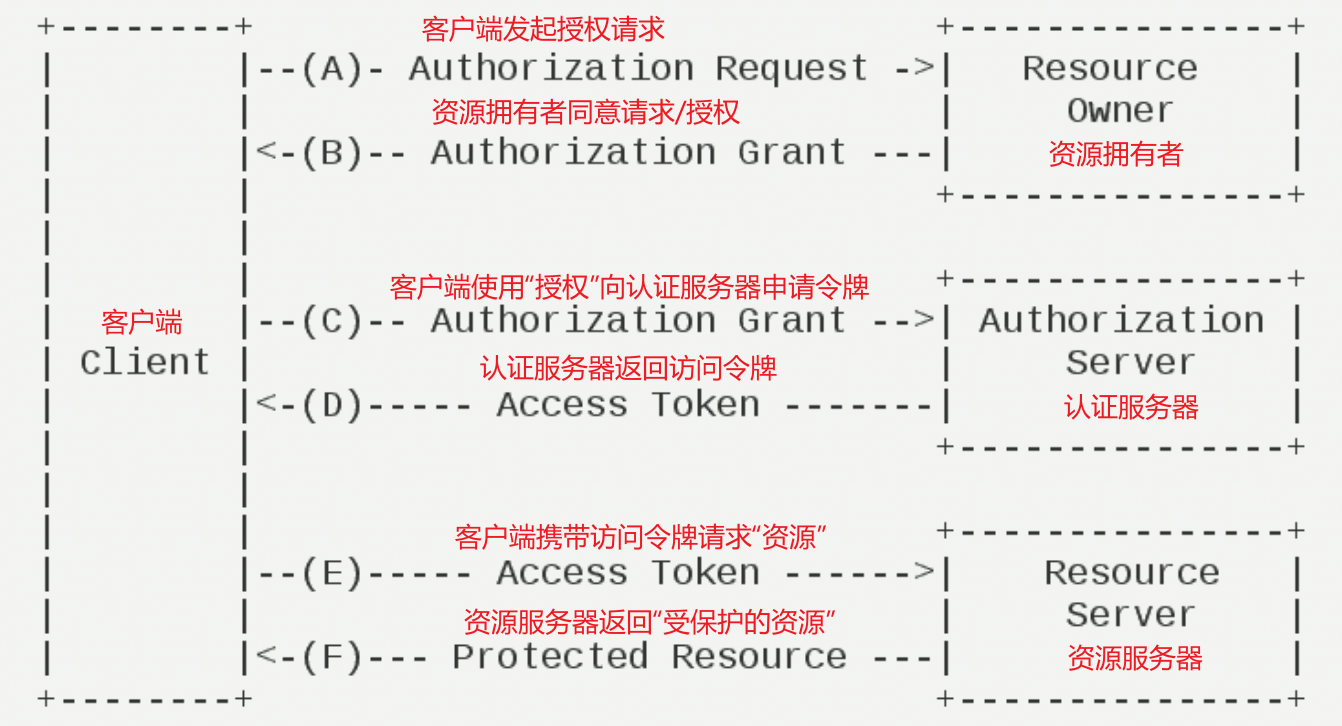 +--------+ 客户端发起授权请求 +---------------+
| |--(A)- Authorization Request ->| Resource |
| | 资源拥有者同意请求/授权 | Owner |
| |<-(B)-- Authorization Grant ---| 资源拥有者 |
| | +---------------+
| |
| | 客户端使用“授权”向认证服务器申请令牌 +---------------+
| 客户端 |--(C)-- Authorization Grant -->| Authorization |
| Client | 认证服务器返回访问令牌 | Server |
| |<-(D)----- Access Token -------| 认证服务器 |
| | +---------------+
| |
| | 客户端携带访问令牌请求“资源” +---------------+
| |--(E)----- Access Token ------>| Resource |
| | 资源服务器返回“受保护的资源” | Server |
| |<-(F)--- Protected Resource ---| 资源服务器 |
+--------+ +---------------+